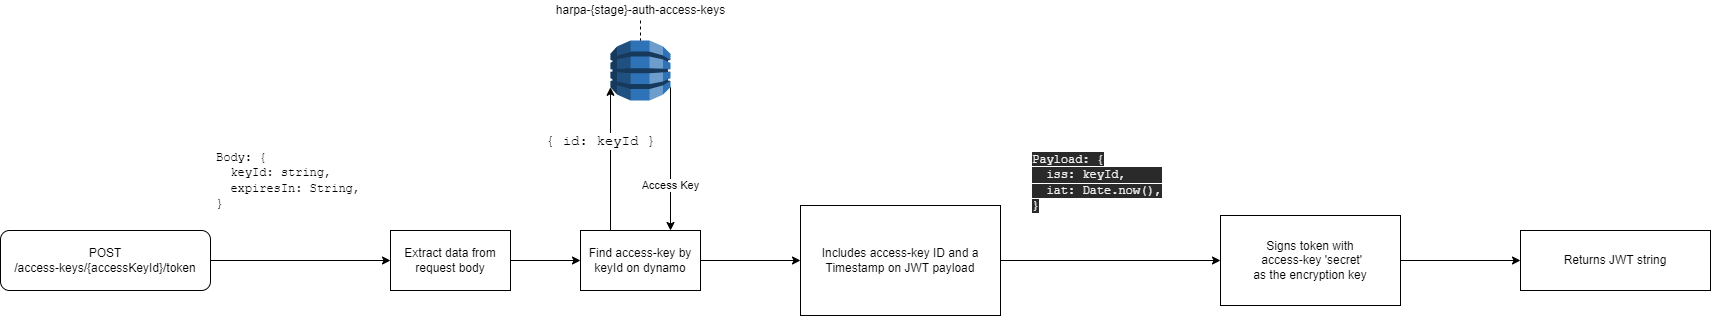 harpa-{stage}-auth-access-keys
{ id: keyId }
Body: {
  keyId: string,
  expiresIn: String,
}
Access Key
Payload: {
  iss: keyId,
  iat: Date.now(),
}
POST
/access-keys/{accessKeyId}/token
Extract data from
request body
Find access-key by
keyId on dynamo
Includes access-key ID and a
Timestamp on JWT payload
Signs token with
access-key 'secret'
as the encryption key
Returns JWT string